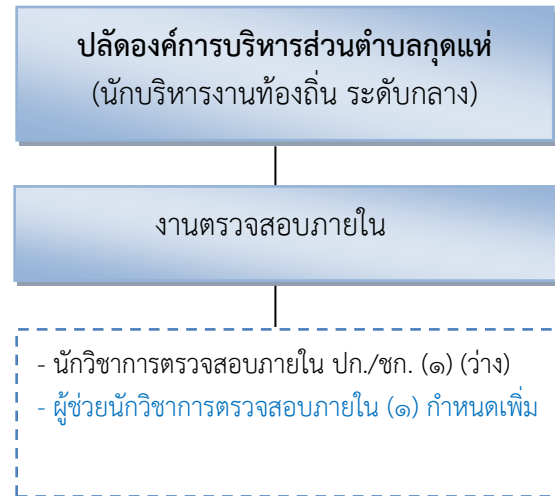 ปลัดองค์การบริหารส่วนตำบลกุดแห่
(นักบริหารงานท้องถิ่น ระดับกลาง)
งานตรวจสอบภายใน
- นักวิชาการตรวจสอบภายใน ปก./ชก. (๑) (ว่าง)
- ผู้ช่วยนักวิชาการตรวจสอบภายใน (๑) กำหนดเพิ่ม